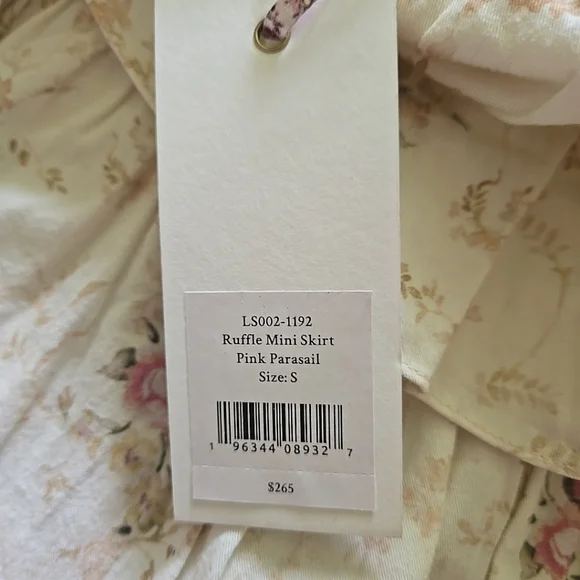 LS002-1192
Ruffle Mini Skirt
Pink Parasail
Size: S
1 96344 08932 7
$265